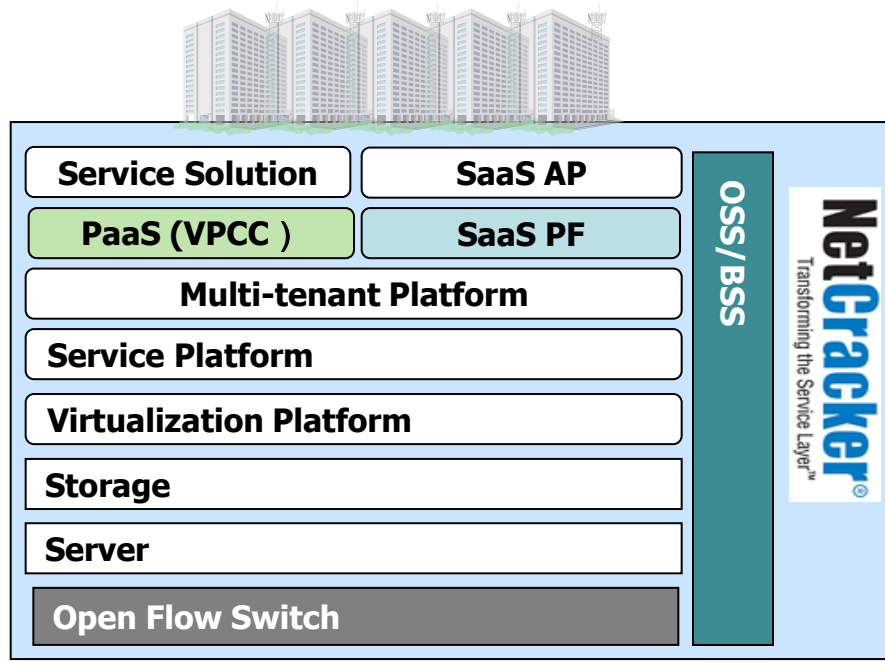 Service Solution
SaaS AP
PaaS (VPCC ）
SaaS PF
Multi-tenant Platform
Service Platform
Virtualization Platform
Storage
Server
Open Flow Switch
OSS/BSS
NetCracker®
Transforming the Service Layer™